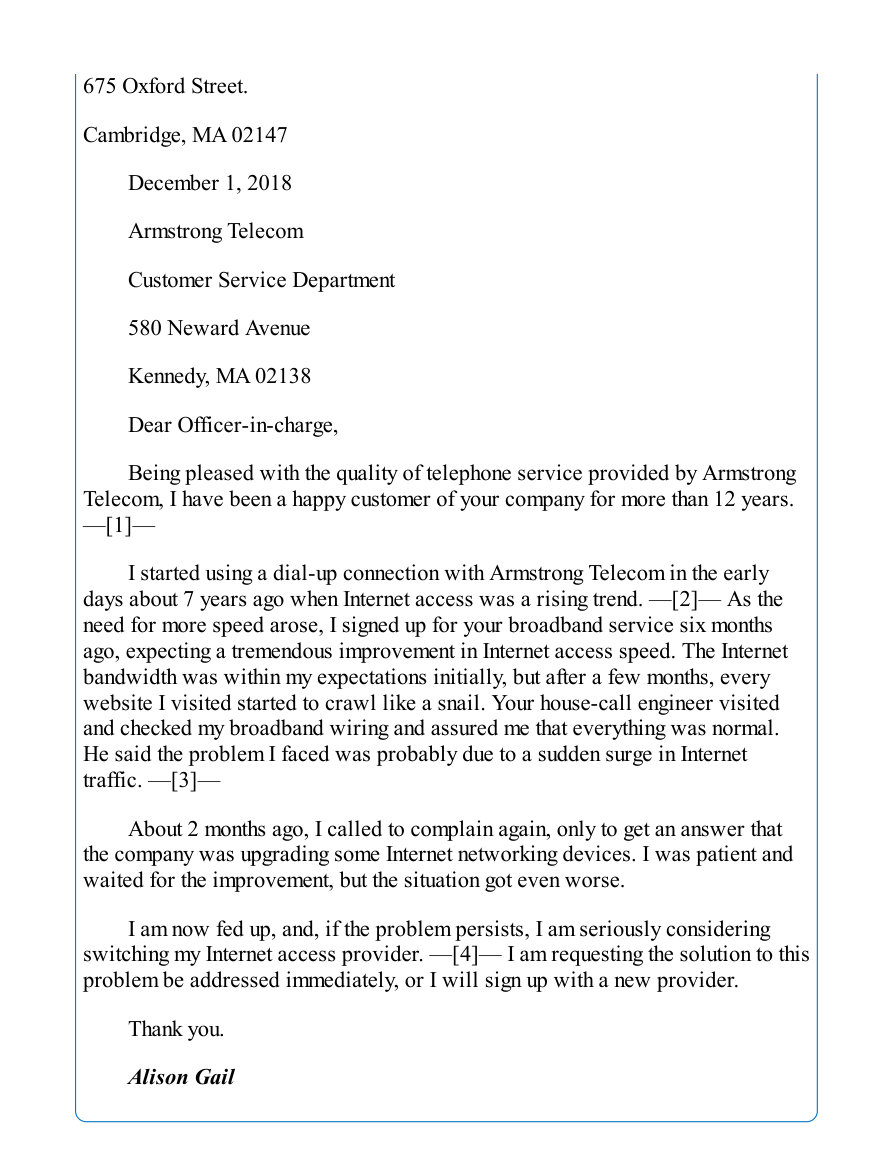 675 Oxford Street.
Cambridge, MA 02147
December 1, 2018
Armstrong Telecom
Customer Service Department
580 Neward Avenue
Kennedy, MA 02138
Dear Officer-in-charge,
Being pleased with the quality of telephone service provided by Armstrong
Telecom, I have been a happy customer of your company for more than 12 years.
—[1]—
I started using a dial-up connection with Armstrong Telecom in the early
days about 7 years ago when Internet access was a rising trend. —[2]— As the
need for more speed arose, I signed up for your broadband service six months
ago, expecting a tremendous improvement in Internet access speed. The Internet
bandwidth was within my expectations initially, but after a few months, every
website I visited started to crawl like a snail. Your house-call engineer visited
and checked my broadband wiring and assured me that everything was normal.
He said the problem I faced was probably due to a sudden surge in Internet
traffic. —[3]—
About 2 months ago, I called to complain again, only to get an answer that
the company was upgrading some Internet networking devices. I was patient and
waited for the improvement, but the situation got even worse.
I am now fed up, and, if the problem persists, I am seriously considering
switching my Internet access provider. —[4]— I am requesting the solution to this
problem be addressed immediately, or I will sign up with a new provider.
Thank you.
Alison Gail